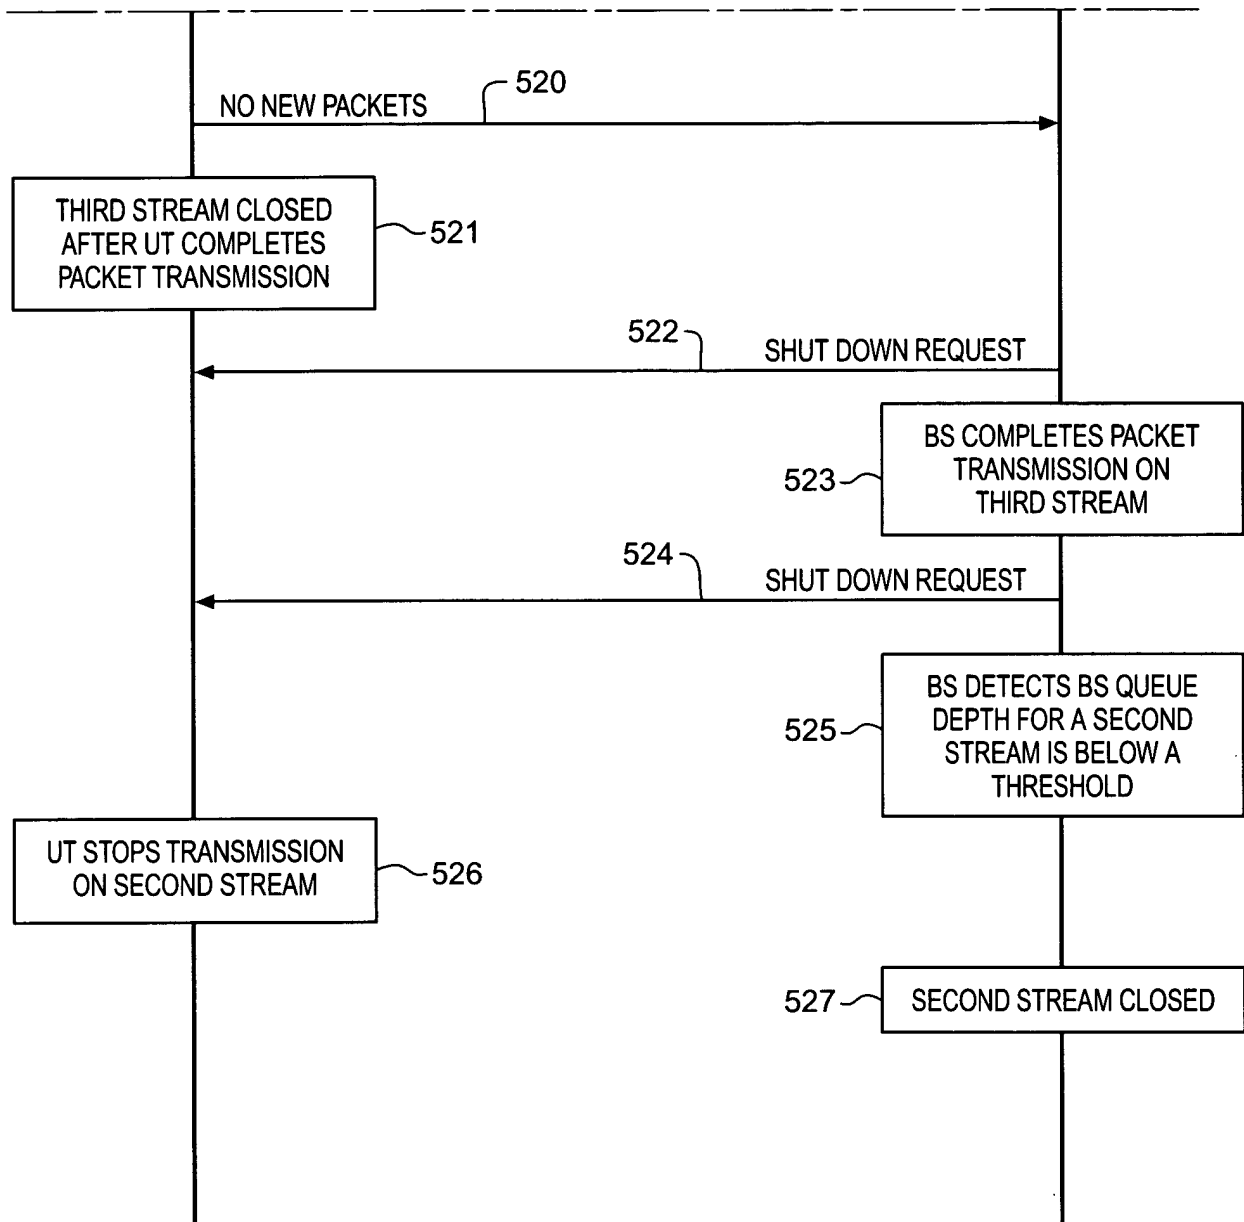 520
NO NEW PACKETS
THIRD STREAM CLOSED
AFTER UT COMPLETES
PACKET TRANSMISSION
521
522
SHUT DOWN REQUEST
BS COMPLETES PACKET
TRANSMISSION ON
THIRD STREAM
523
524
SHUT DOWN REQUEST
BS DETECTS BS QUEUE
DEPTH FOR A SECOND
STREAM IS BELOW A
THRESHOLD
525
UT STOPS TRANSMISSION
ON SECOND STREAM
526
527
SECOND STREAM CLOSED